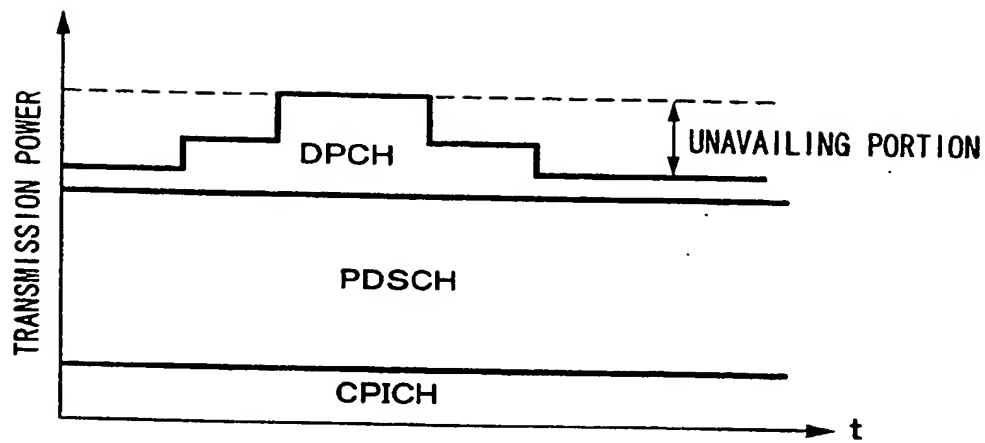 TRANSMISSION POWER
DPCH
UNAVAILING PORTION
PDSCH
CPICH
t